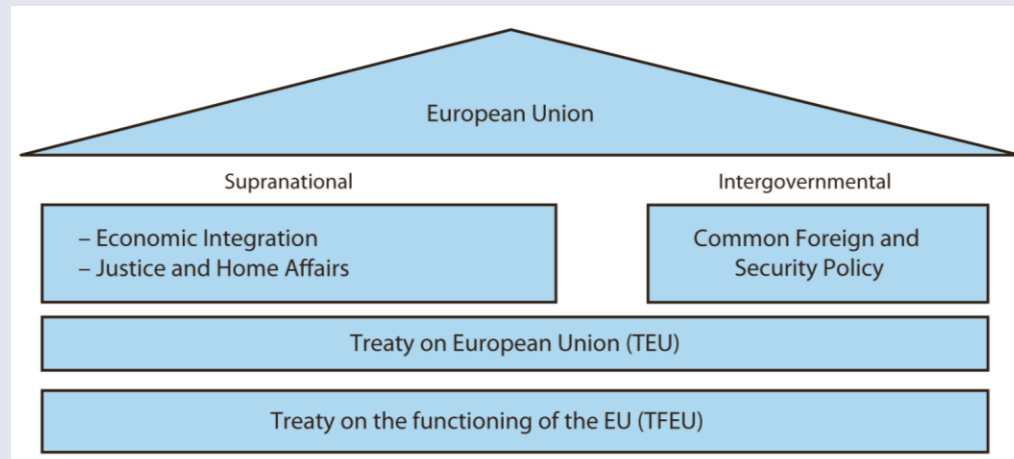 European Union
Supranational
Intergovernmental
– Economic Integration
– Justice and Home Affairs
Common Foreign and
Security Policy
Treaty on European Union (TEU)
Treaty on the functioning of the EU (TFEU)